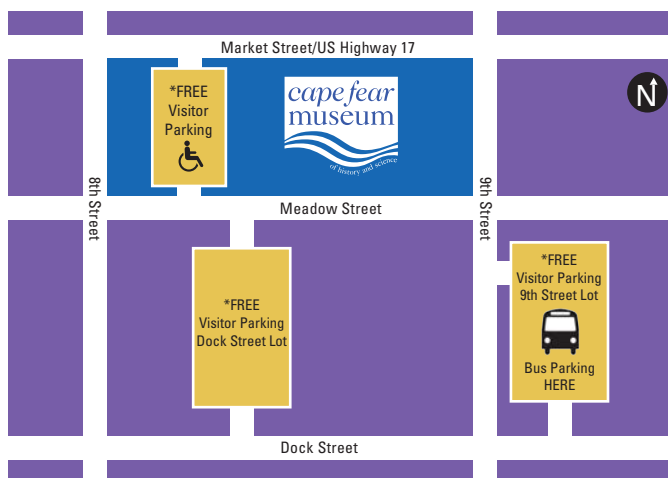 Market Street/US Highway 17
*FREE
Visitor
Parking
cape fear
museum
of history and science
N
8th Street
9th Street
Meadow Street
*FREE
Visitor Parking
Dock Street Lot
*FREE
Visitor Parking
9th Street Lot
Bus Parking
HERE
Dock Street